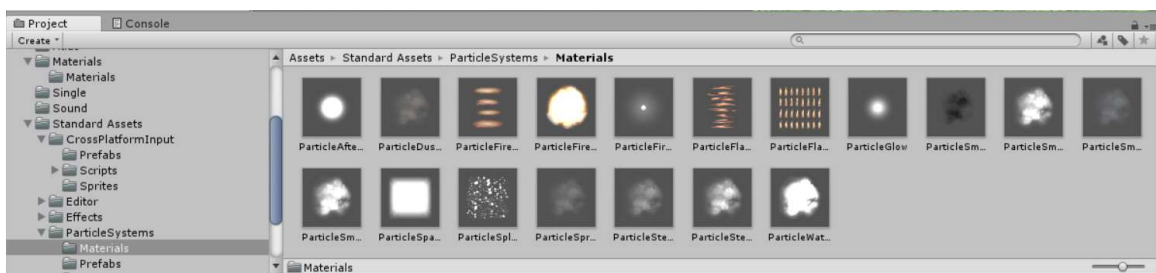 Project Console
Create
Assets Standard Assets ParticleSystems Materials
Materials
Materials
Single
Sound
Standard Assets
CrossPlatformInput
Prefabs
Scripts
Sprites
Editor
Effects
ParticleSystems
Materials
Prefabs
ParticleAfte... ParticleDus... ParticleFire... ParticleFire... ParticleFir... ParticleFla... ParticleFla... ParticleGlow ParticleSm... ParticleSm... ParticleSm...
ParticleSm... ParticleSpa... ParticleSpl... ParticleSpr... ParticleSte... ParticleSte... ParticleWat...
Materials